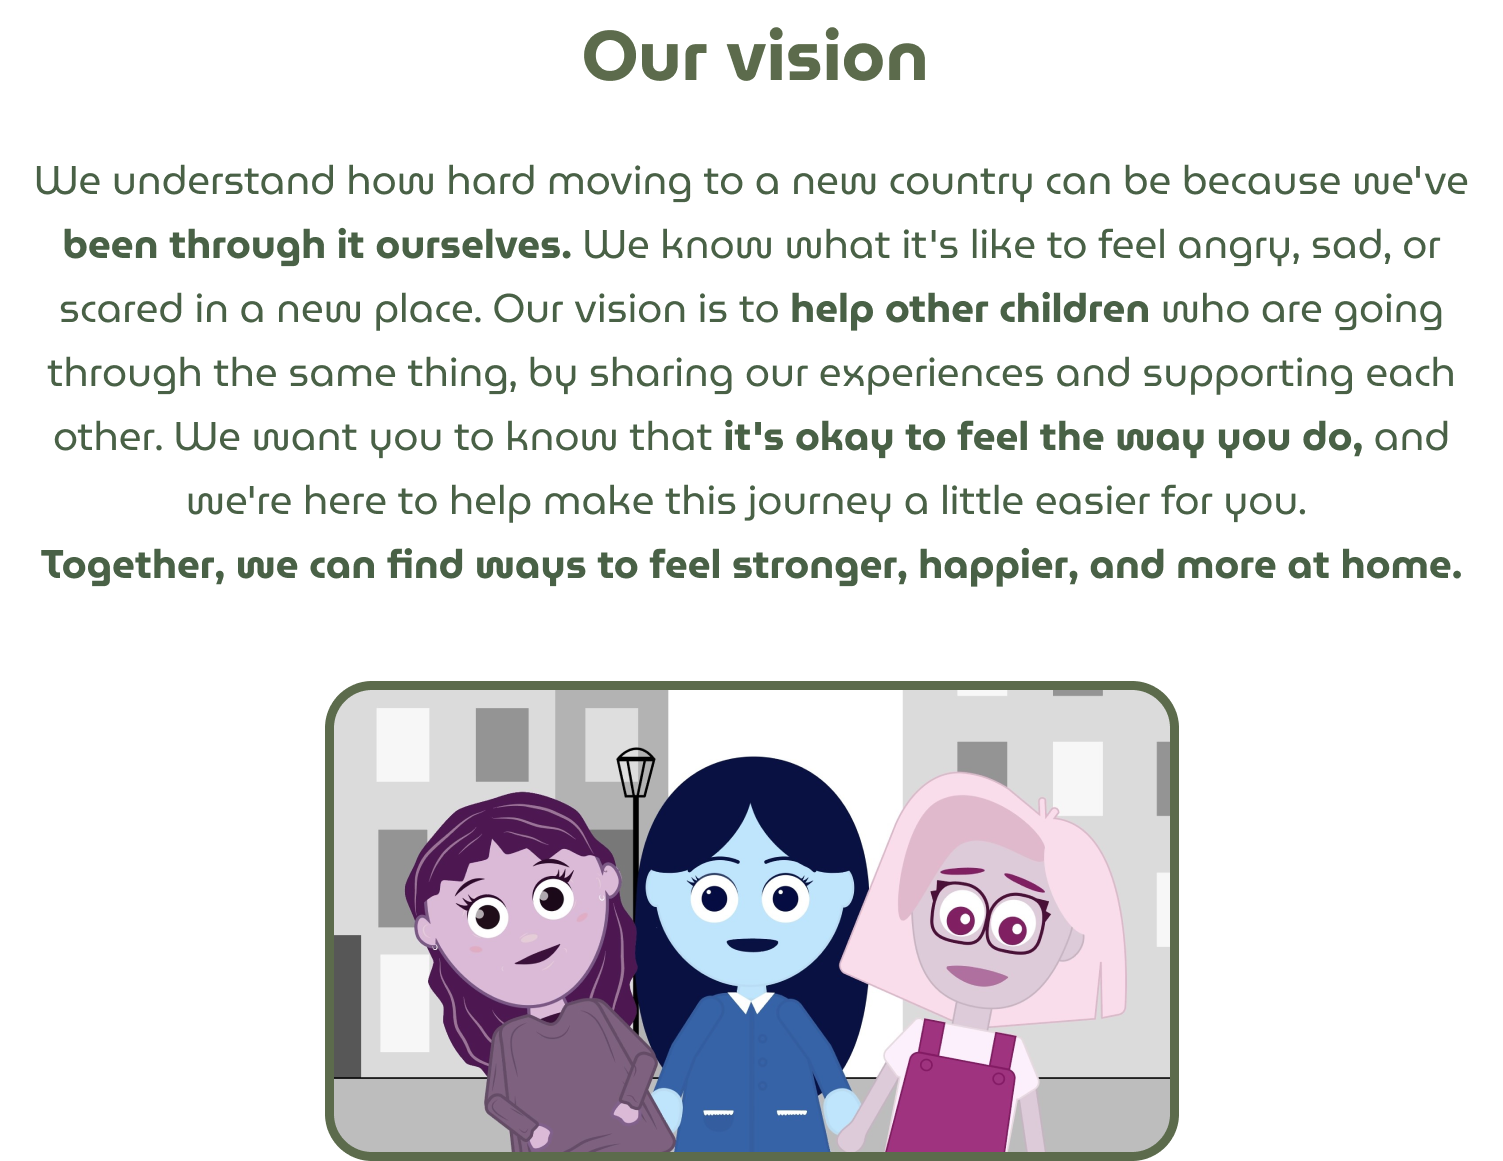 Our vision
We understand how hard moving to a new country can be because we've
been through it ourselves. We know what it's like to feel angry, sad, or
scared in a new place. Our vision is to help other children who are going
through the same thing, by sharing our experiences and supporting each
other. We want you to know that it's okay to feel the way you do, and
we're here to help make this journey a little easier for you.
Together, we can find ways to feel stronger, happier, and more at home.